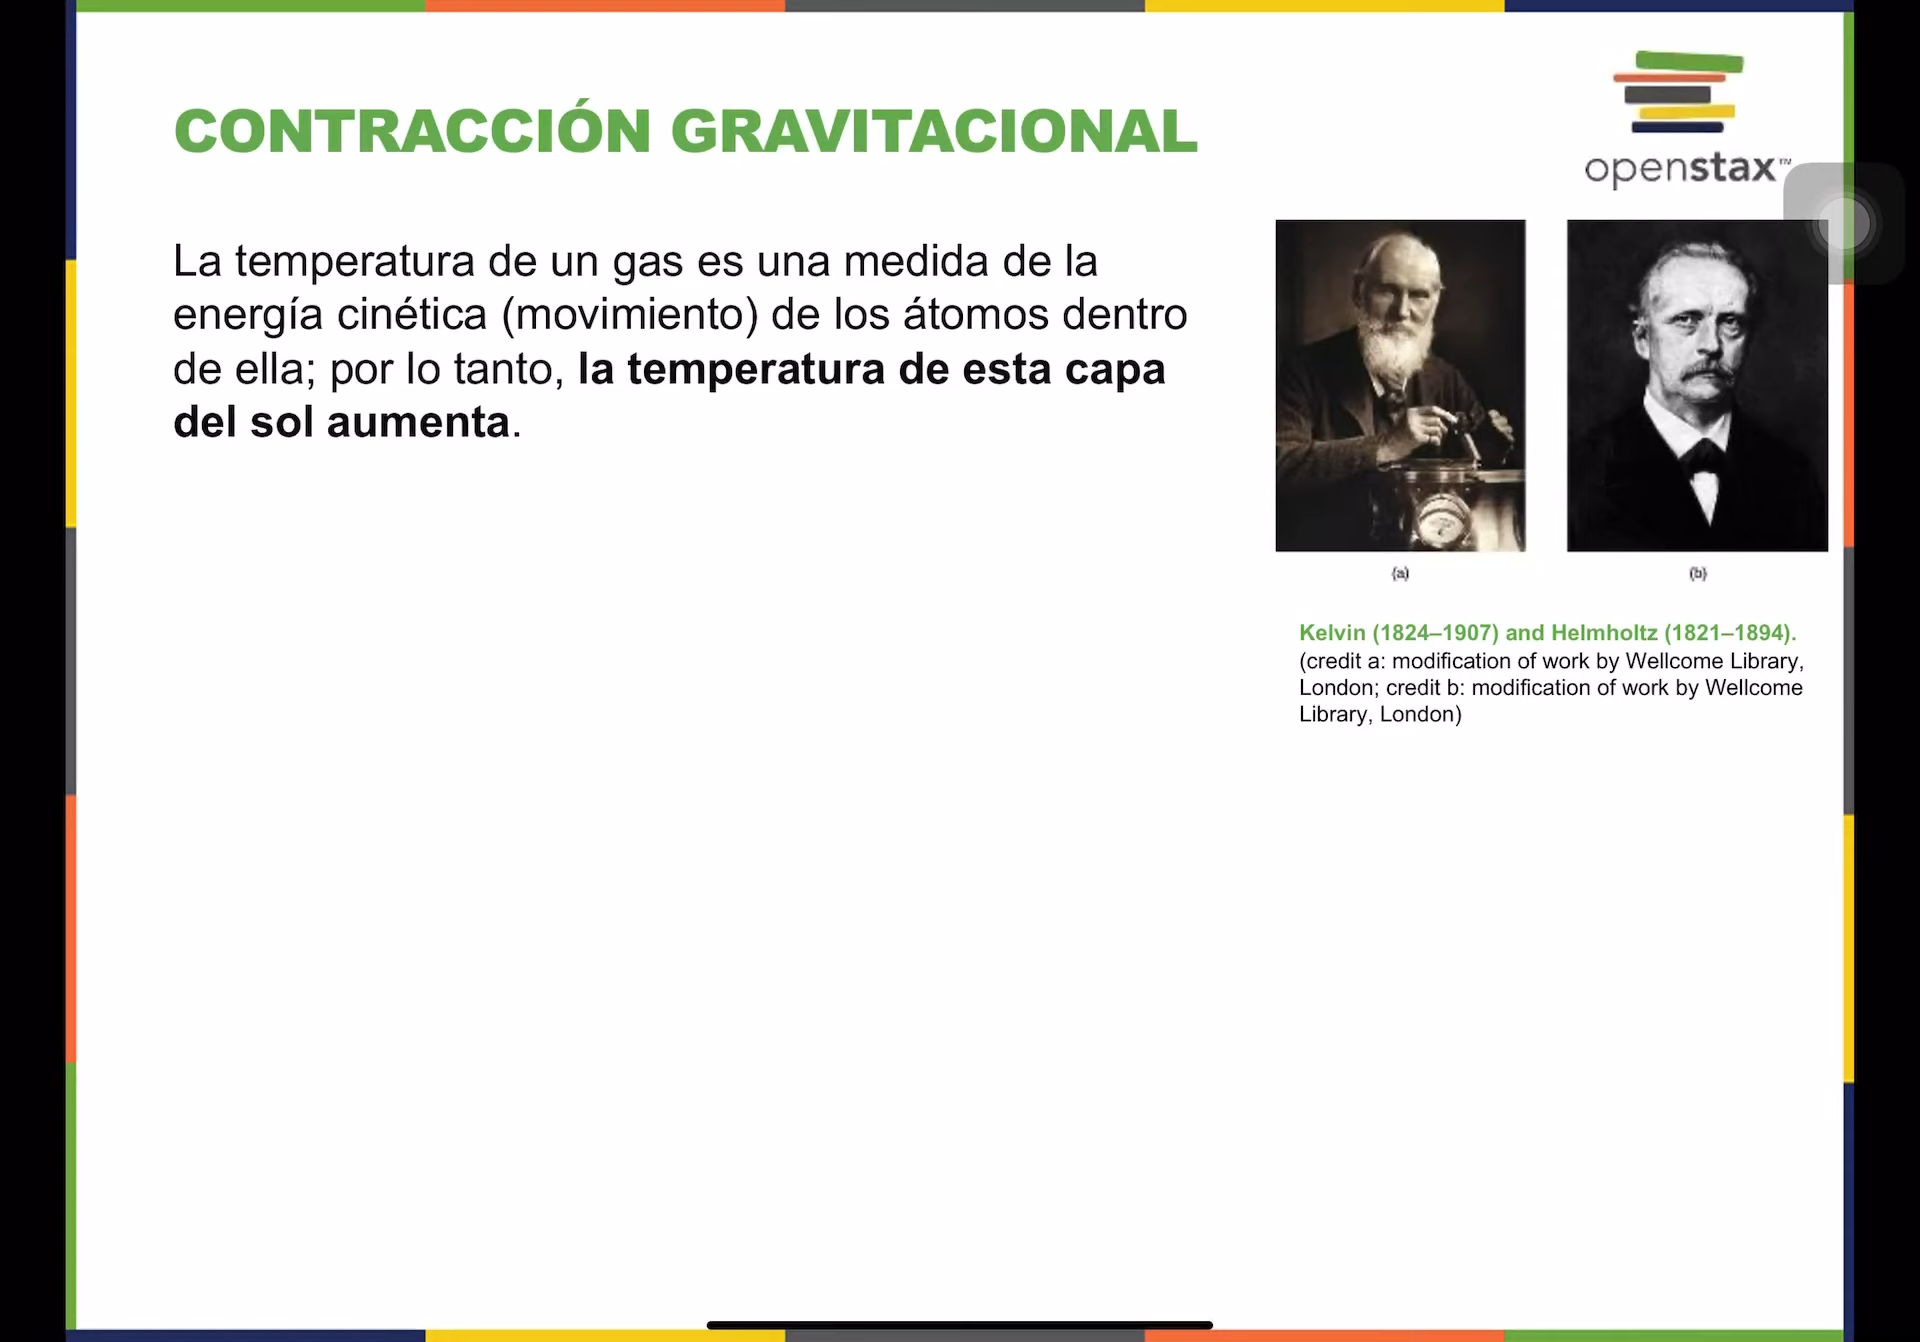 CONTRACCIÓN GRAVITACIONAL
openstax™
La temperatura de un gas es una medida de la
energía cinética (movimiento) de los átomos dentro
de ella; por lo tanto, la temperatura de esta capa
del sol aumenta.
(a)
(b)
Kelvin (1824–1907) and Helmholtz (1821–1894).
(credit a: modification of work by Wellcome Library,
London; credit b: modification of work by Wellcome
Library, London)